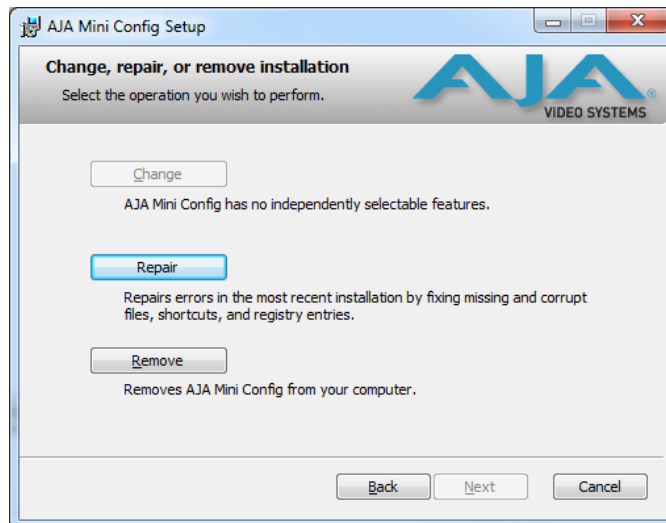 AJA Mini Config Setup
Change, repair, or remove installation
Select the operation you wish to perform.
AJA®
VIDEO SYSTEMS
Change
AJA Mini Config has no independently selectable features.
Repair
Repairs errors in the most recent installation by fixing missing and corrupt
files, shortcuts, and registry entries.
Remove
Removes AJA Mini Config from your computer.
Back
Next
Cancel